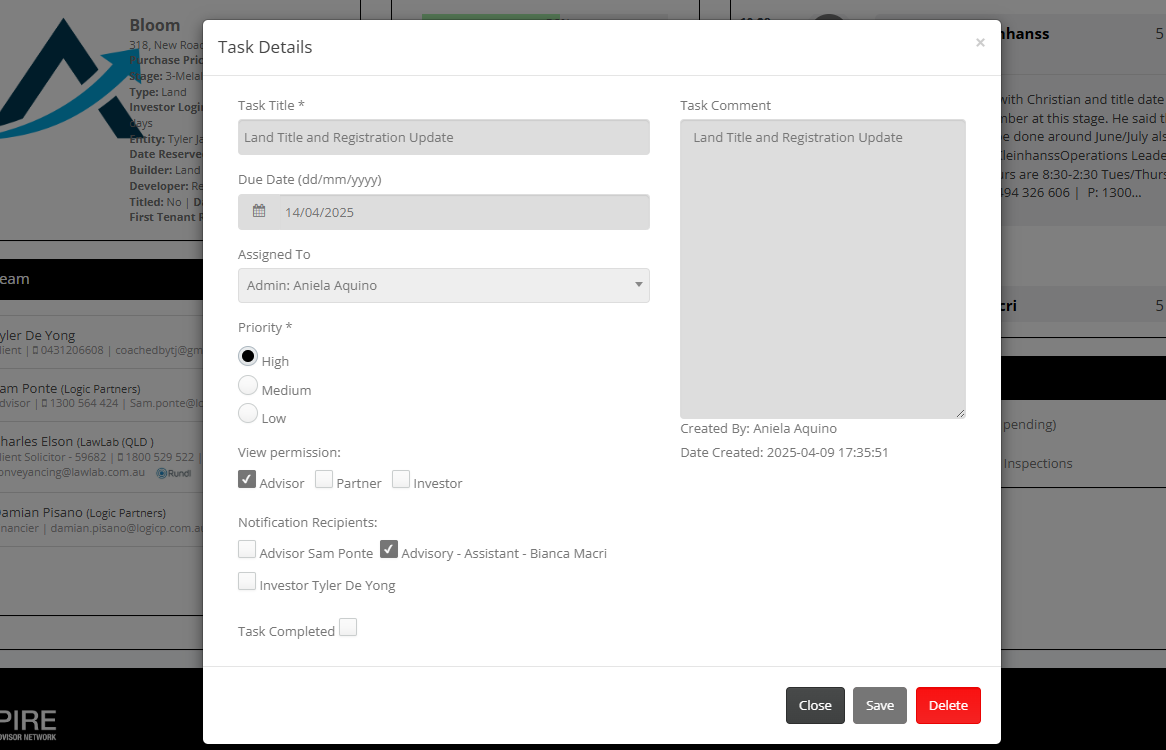 Bloom
318, New Road
Purchase Pric
Stage: 3-Mela
Type: Land
Investor Logi
days
Entity: Tyler Ja
Date Reserve
Builder: Land
Developer: Re
Titled: No | Da
First Tenant
eam
yler De Yong
lient | 0431206608 | coachedbytj@gm
am Ponte (Logic Partners)
dvisor | 1300 564 424 | Sam.ponte@lo
harles Elson (LawLab (QLD )
lient Solicitor - 59682 | 1800 529 522 |
onveyancing@lawlab.com.au Rundl
amian Pisano (Logic Partners)
nancier | damian.pisano@logicp.com.au
PIRE
DVISOR NETWORK
Task Details
×
Task Title *
Land Title and Registration Update
Due Date (dd/mm/yyyy)
14/04/2025
Assigned To
Admin: Aniela Aquino
Priority *
High
Medium
Low
View permission:
Advisor Partner Investor
Notification Recipients:
Advisor Sam Ponte Advisory - Assistant - Bianca Macri
Investor Tyler De Yong
Task Completed
Task Comment
Land Title and Registration Update
Created By: Aniela Aquino
Date Created: 2025-04-09 17:35:51
Close Save Delete
nhanss 5
with Christian and title date
mber at this stage. He said t
e done around June/July als
KleinhanssOperations Leade
urs are 8:30-2:30 Tues/Thurs
494 326 606 | P: 1300...
cri 5
pending)
Inspections